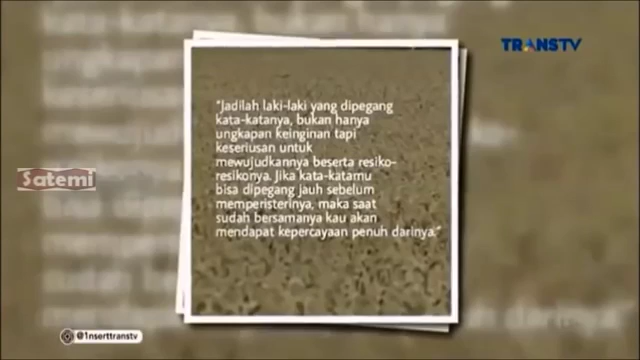 TRANSTV
"Jadilah laki-laki yang dipegang
kata-katanya, bukan hanya
ungkapan keinginan tapi
keseriusan untuk
mewujudkannya beserta resiko-
resikonya. Jika kata-katamu
bisa dipegang jauh sebelum
memperisterinya, maka saat
sudah bersamanya kau akan
mendapat kepercayaan penuh darinya."
Satemi
@1nserttranstv